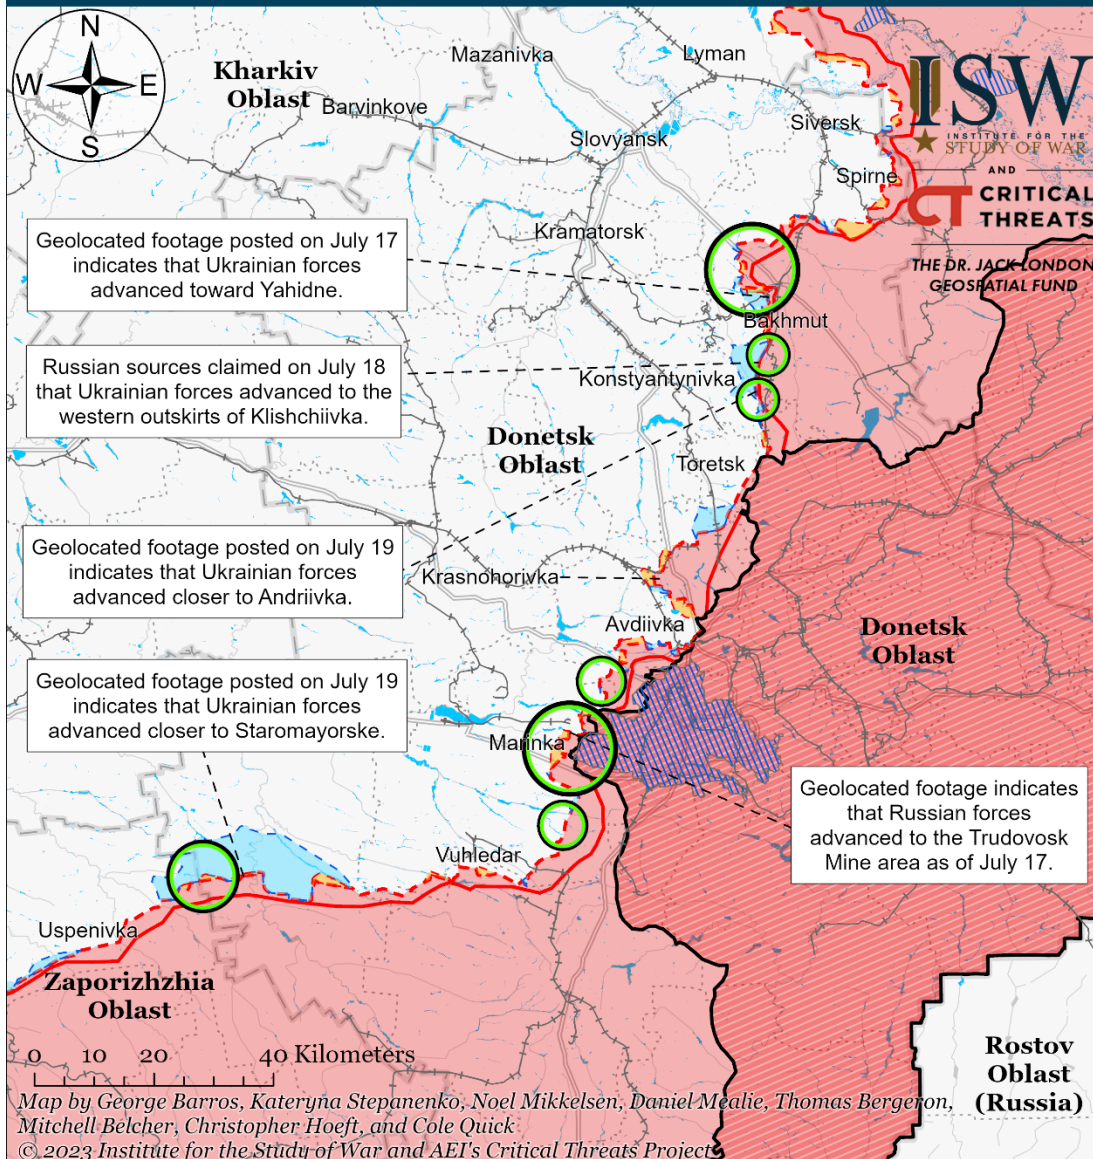 N
W
E
S
Kharkiv
Oblast
Mazanivka
Lyman
Barvinkove
Slovyansk
Siversk
Spirne
ISW
INSTITUTE FOR THE
STUDY OF WAR
AND
CT CRITICAL
THREATS
THE DR. JACK LONDON
GEOSPATIAL FUND
Kramatorsk
Geolocated footage posted on July 17
indicates that Ukrainian forces
advanced toward Yahidne.
Bakhmut
Russian sources claimed on July 18
that Ukrainian forces advanced to the
western outskirts of Klishchiivka.
Konstyantynivka
Donetsk
Oblast
Toretsk
Geolocated footage posted on July 19
indicates that Ukrainian forces
advanced closer to Andriivka.
Krasnohorivka
Avdiivka
Donetsk
Oblast
Geolocated footage posted on July 19
indicates that Ukrainian forces
advanced closer to Staromayorske.
Marinka
Geolocated footage indicates
that Russian forces
advanced to the Trudovosk
Mine area as of July 17.
Vuhledar
Uspenivka
Zaporizhzhia
Oblast
0 10 20 40 Kilometers
Rostov
Oblast
(Russia)
Map by George Barros, Kateryna Stepanenko, Noel Mikkelsen, Daniel Mealie, Thomas Bergeron,
Mitchell Belcher, Christopher Hoeft, and Cole Quick
© 2023 Institute for the Study of War and AEI's Critical Threats Project